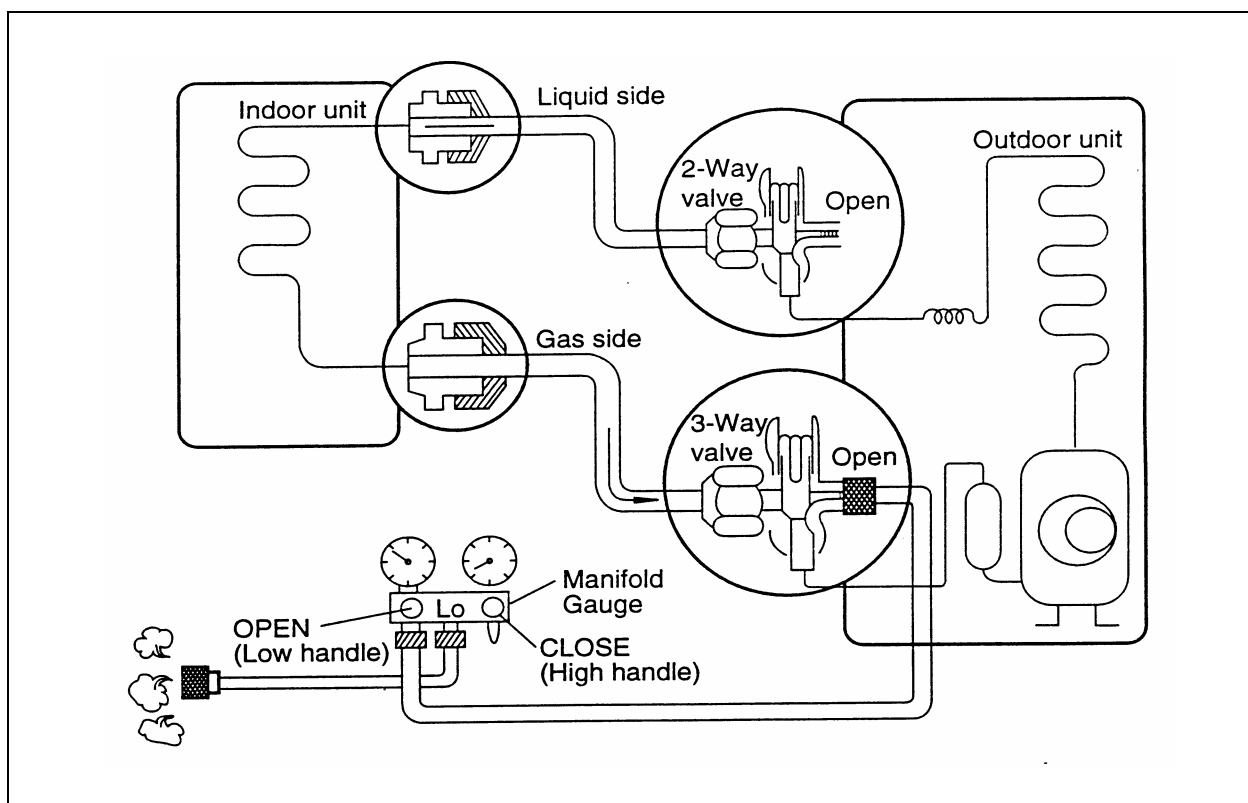 Indoor unit
Liquid side
2-Way
valve
Open
Outdoor unit
Gas side
3-Way
valve
Open
Manifold
Gauge
Lo
OPEN
(Low handle)
CLOSE
(High handle)